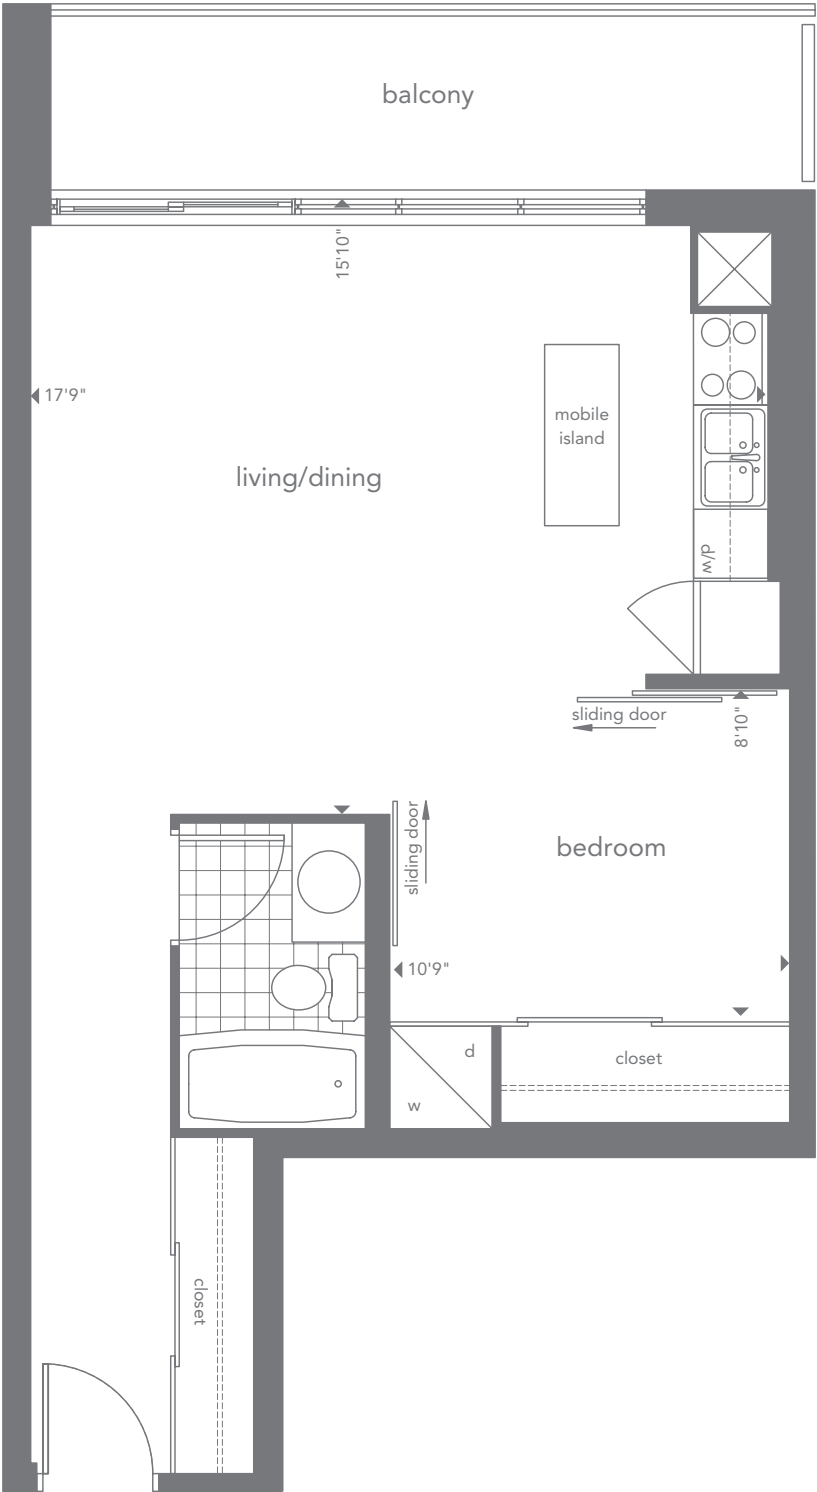 balcony
15'10"
17'9"
mobile
island
living/dining
w/d
sliding door
8'10"
sliding door
bedroom
10'9"
d
w
closet
closet